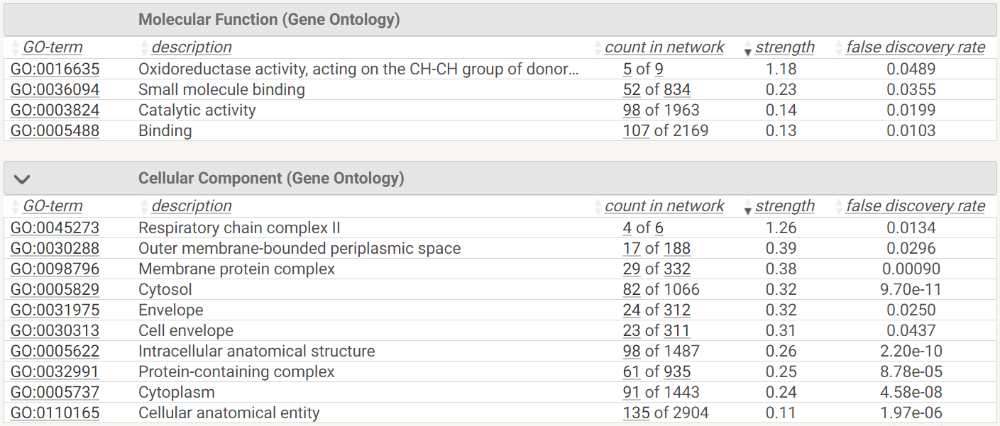 Molecular Function (Gene Ontology)
GO-term description count in network strength false discovery rate
GO:0016635 Oxidoreductase activity, acting on the CH-CH group of donor... 5 of 9 1.18 0.0489
GO:0036094 Small molecule binding 52 of 834 0.23 0.0355
GO:0003824 Catalytic activity 98 of 1963 0.14 0.0199
GO:0005488 Binding 107 of 2169 0.13 0.0103
Cellular Component (Gene Ontology)
GO-term description count in network strength false discovery rate
GO:0045273 Respiratory chain complex II 4 of 6 1.26 0.0134
GO:0030288 Outer membrane-bounded periplasmic space 17 of 188 0.39 0.0296
GO:0098796 Membrane protein complex 29 of 332 0.38 0.00090
GO:0005829 Cytosol 82 of 1066 0.32 9.70e-11
GO:0031975 Envelope 24 of 312 0.32 0.0250
GO:0030313 Cell envelope 23 of 311 0.31 0.0437
GO:0005622 Intracellular anatomical structure 98 of 1487 0.26 2.20e-10
GO:0032991 Protein-containing complex 61 of 935 0.25 8.78e-05
GO:0005737 Cytoplasm 91 of 1443 0.24 4.58e-08
GO:0110165 Cellular anatomical entity 135 of 2904 0.11 1.97e-06